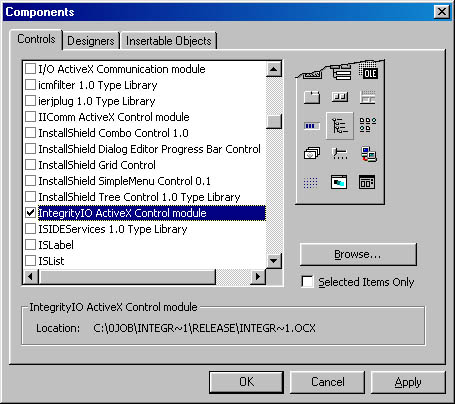 Components
Controls
Designers
Insertable Objects
I/O ActiveX Communication module
icmfilter 1.0 Type Library
ierjplug 1.0 Type Library
IIComm ActiveX Control module
InstallShield Combo Control 1.0
InstallShield Dialog Editor Progress Bar Control
InstallShield Grid Control
InstallShield SimpleMenu Control 0.1
InstallShield Tree Control 1.0 Type Library
IntegrityIO ActiveX Control module
ISIDEServices 1.0 Type Library
ISLabel
ISList
OLE
Browse...
Selected Items Only
IntegrityIO ActiveX Control module
Location: C:\0JOB\INTEGR~1\RELEASE\INTEGR~1.OCX
OK
Cancel
Apply